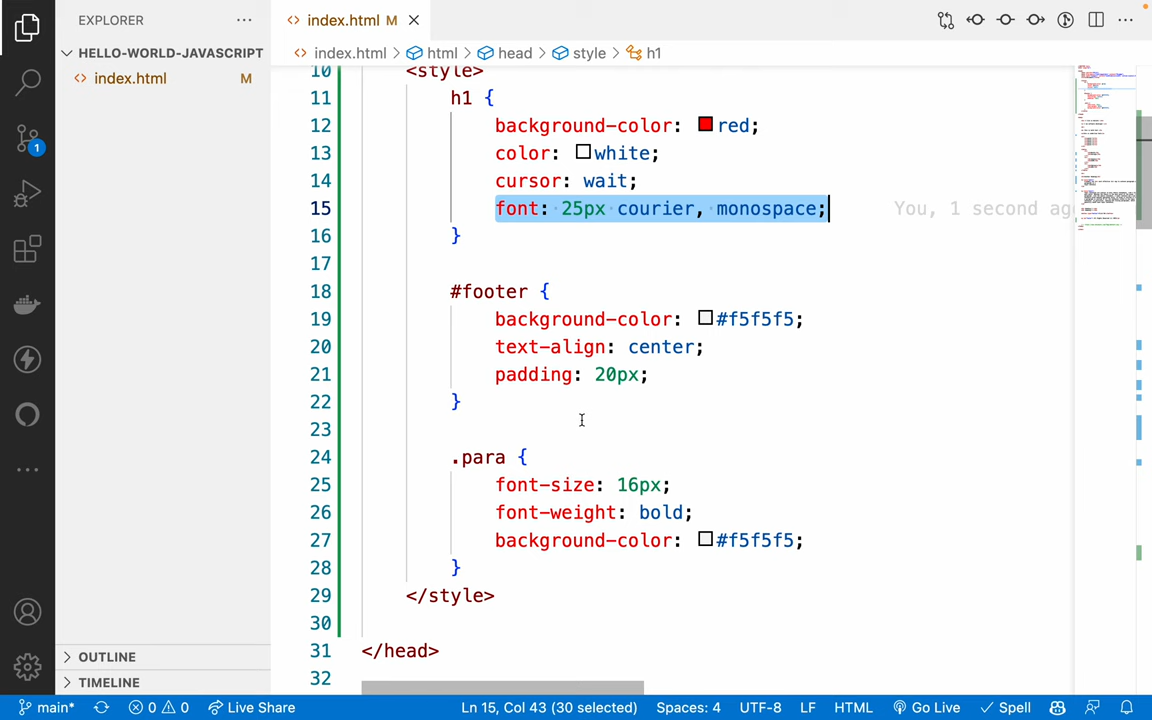 EXPLORER
index.html M
HELLO-WORLD-JAVASCRIPT
index.html M
index.html > html > head > style > h1
10 <style>
11 h1 {
12 background-color: red;
13 color: white;
14 cursor: wait;
15 font: 25px courier, monospace; You, 1 second ag
16 }
17
18 #footer {
19 background-color: #f5f5f5;
20 text-align: center;
21 padding: 20px;
22 }
23
24 .para {
25 font-size: 16px;
26 font-weight: bold;
27 background-color: #f5f5f5;
28 }
29 </style>
30
31 </head>
32
1
OUTLINE
TIMELINE
main* 0 0 Live Share Ln 15, Col 43 (30 selected) Spaces: 4 UTF-8 LF HTML Go Live Spell